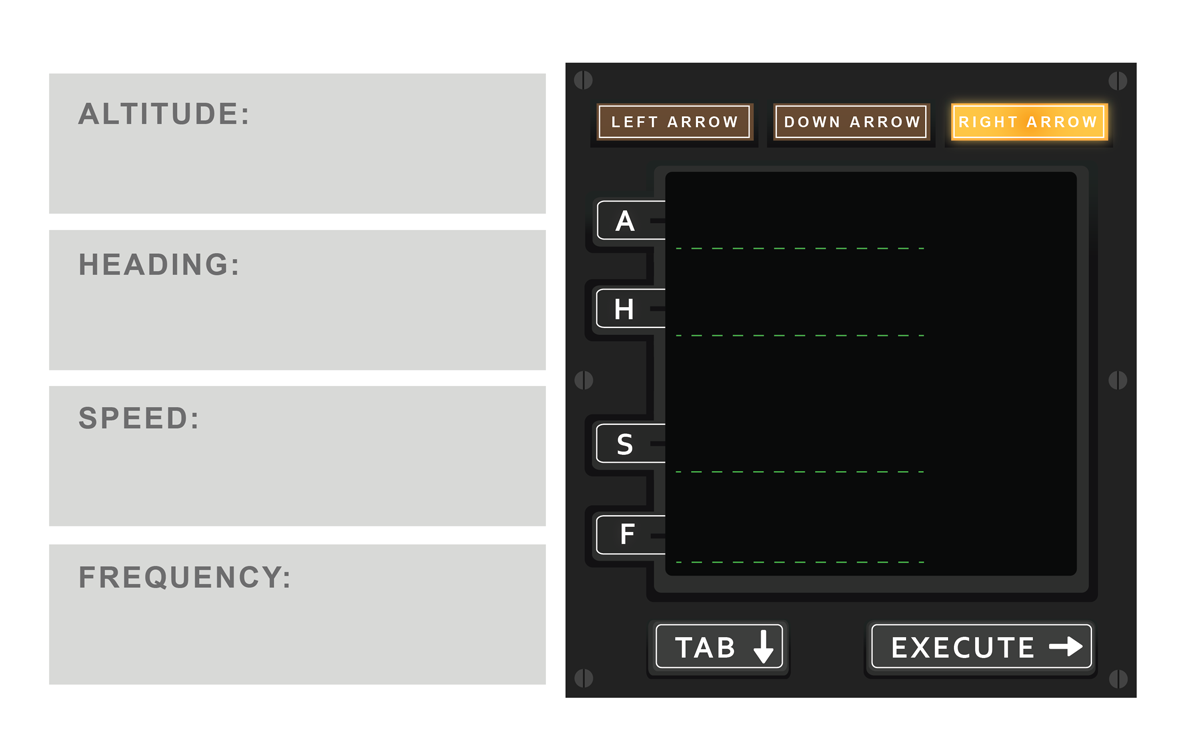 ALTITUDE:
HEADING:
SPEED:
FREQUENCY:
LEFT ARROW
DOWN ARROW
RIGHT ARROW
A
H
S
F
TAB
EXECUTE